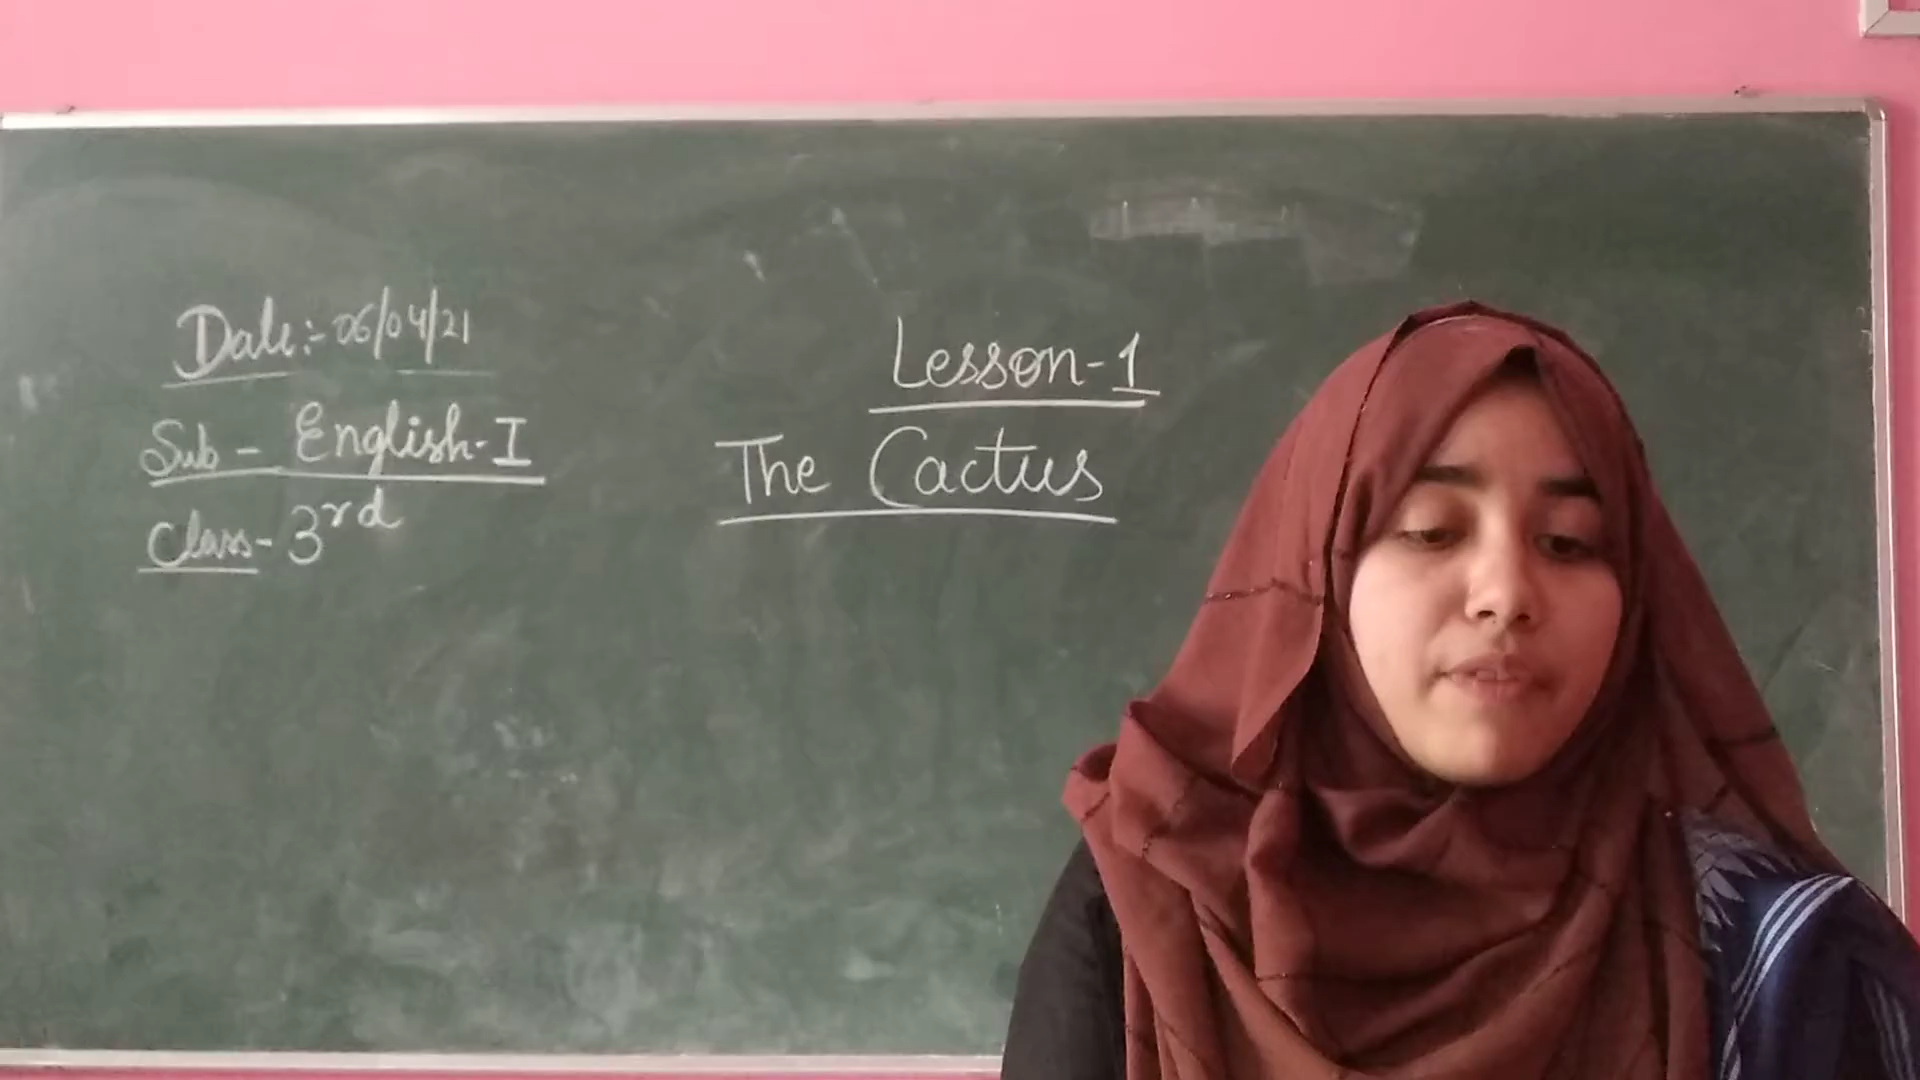 Date:- 06/04/21
Sub - English-I
Class- 3rd
Lesson-1
The Cactus